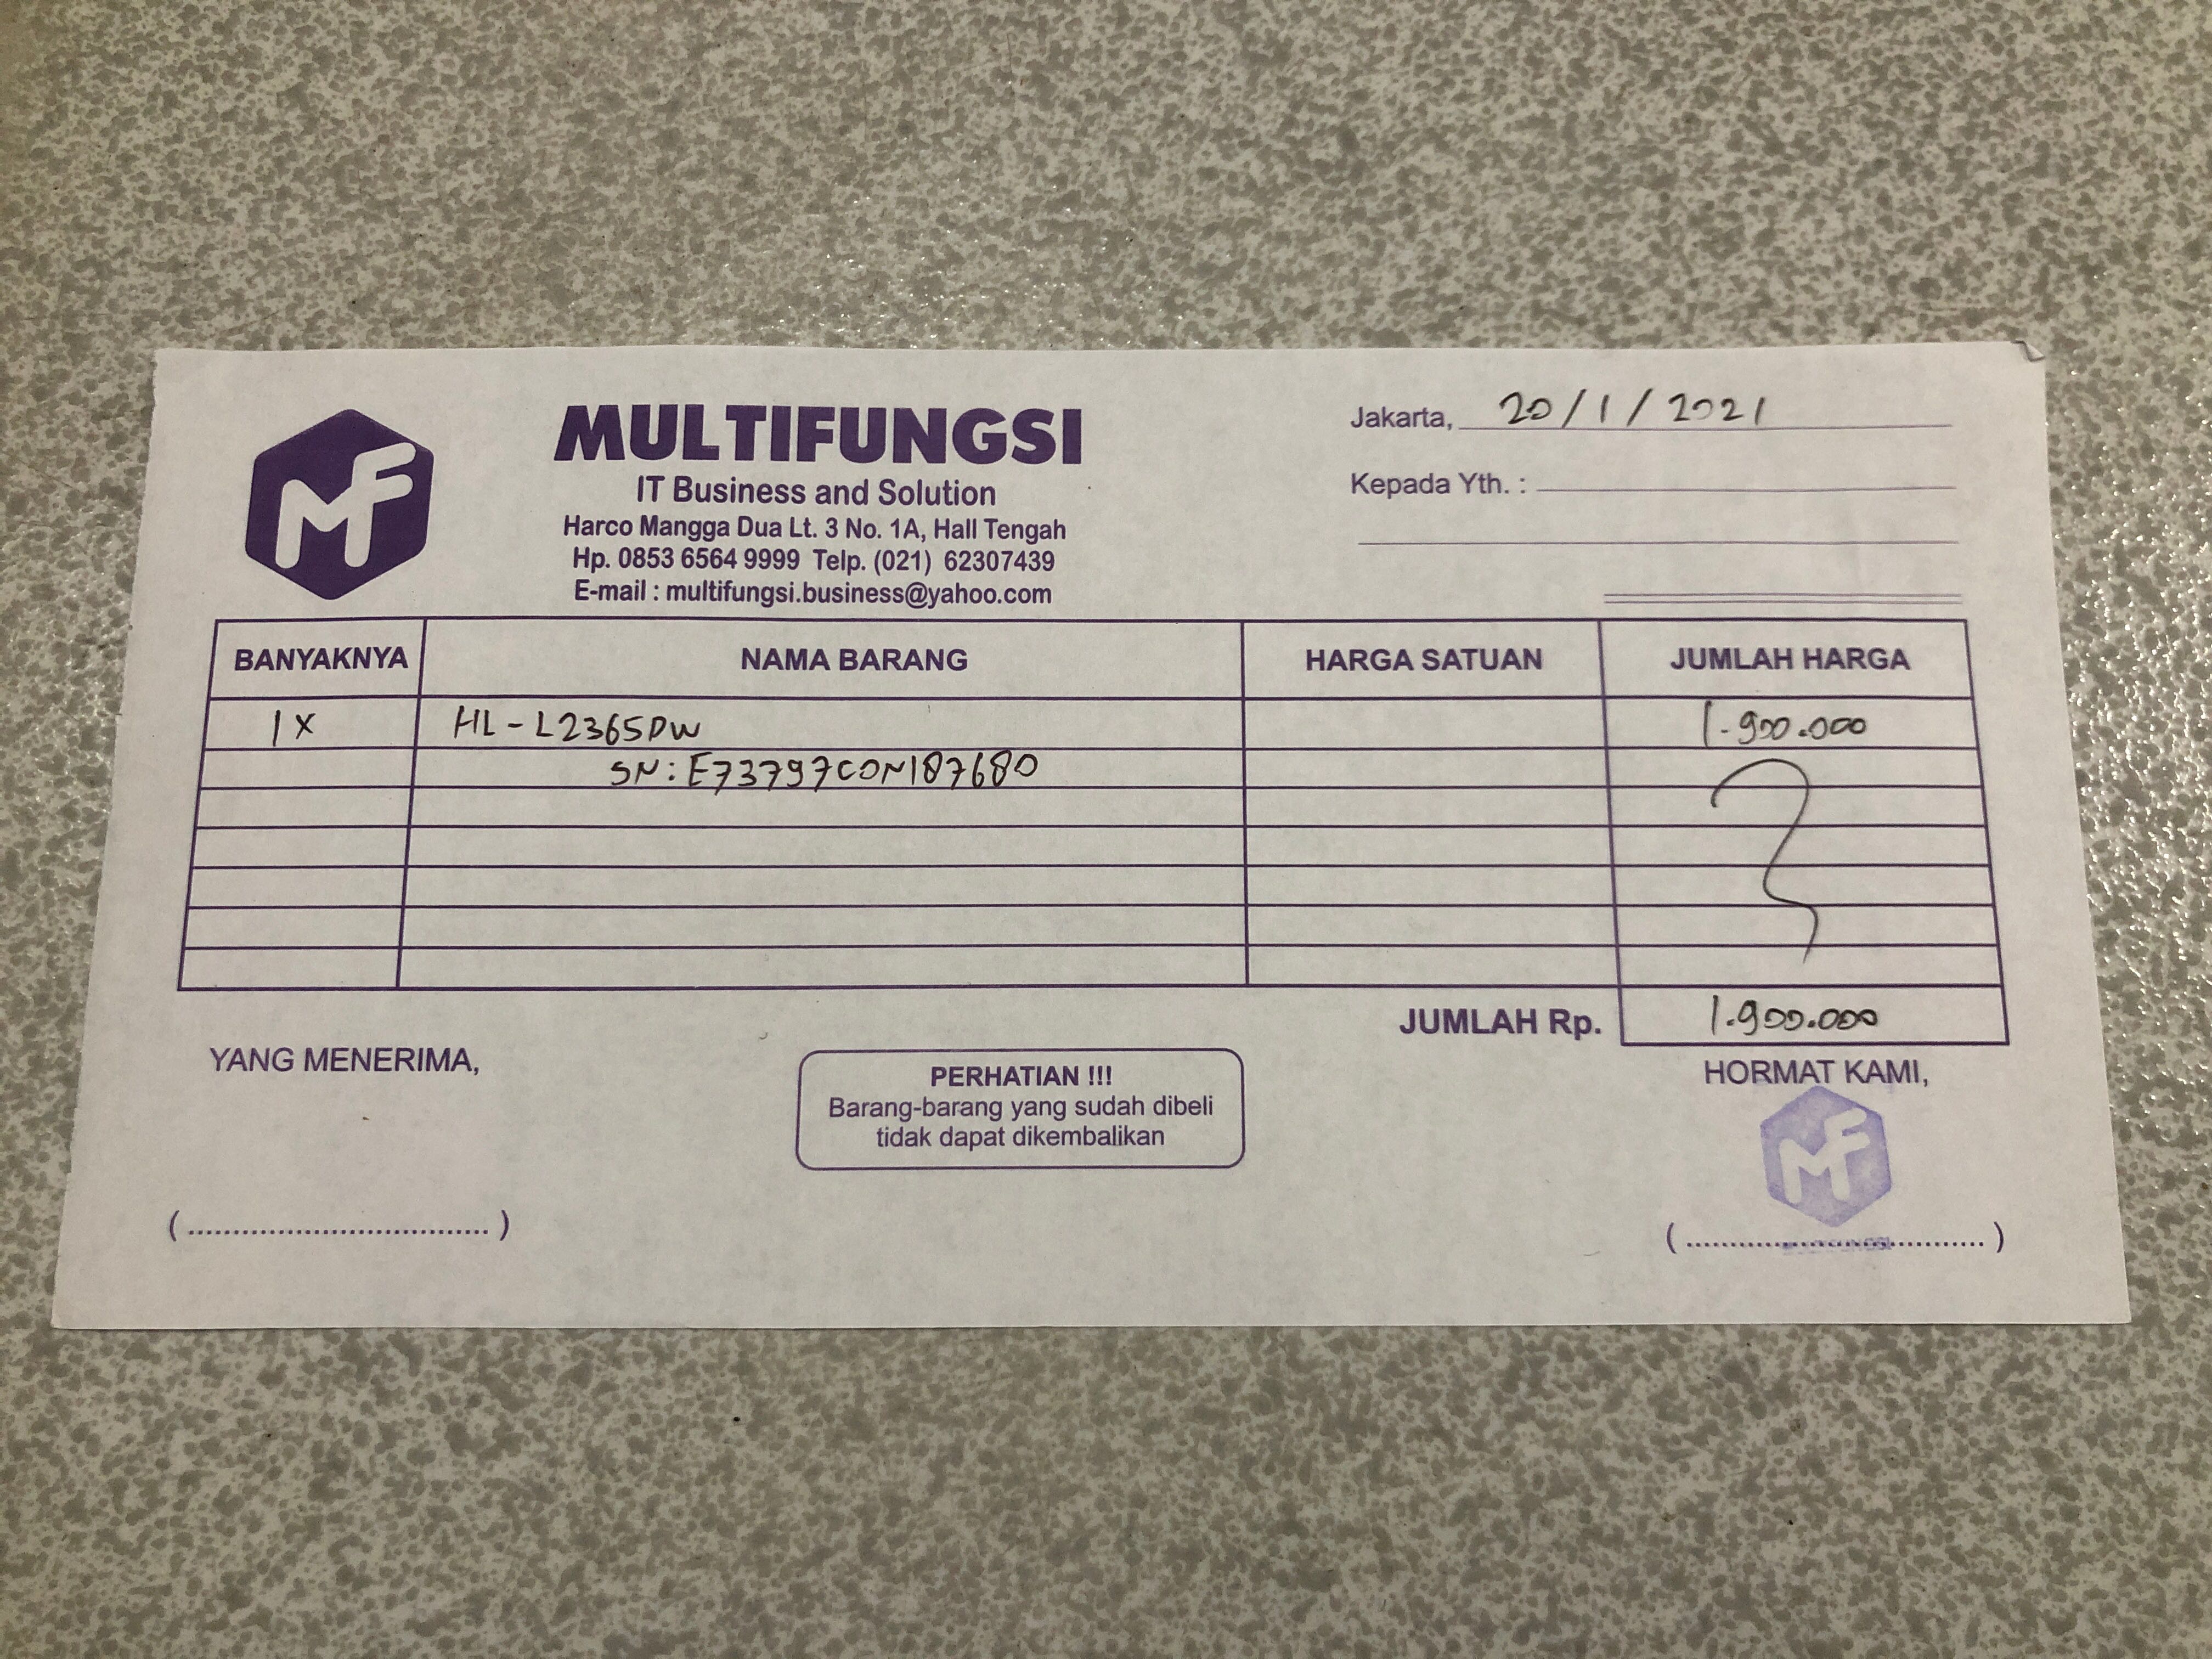 MF
MULTIFUNGSI
IT Business and Solution
Harco Mangga Dua Lt. 3 No. 1A, Hall Tengah
Hp. 0853 6564 9999 Telp. (021) 62307439
E-mail : multifungsi.business@yahoo.com
Jakarta, 20/1/2021
Kepada Yth. :
BANYAKNYA NAMA BARANG HARGA SATUAN JUMLAH HARGA
1X HL-L2365DW 1.900.000
SN: E73797C0N187680
JUMLAH Rp. 1.900.000
YANG MENERIMA,
PERHATIAN !!!
Barang-barang yang sudah dibeli
tidak dapat dikembalikan
HORMAT KAMI,
MF
MULTIFUNGSI
(..................................)
(..................................)